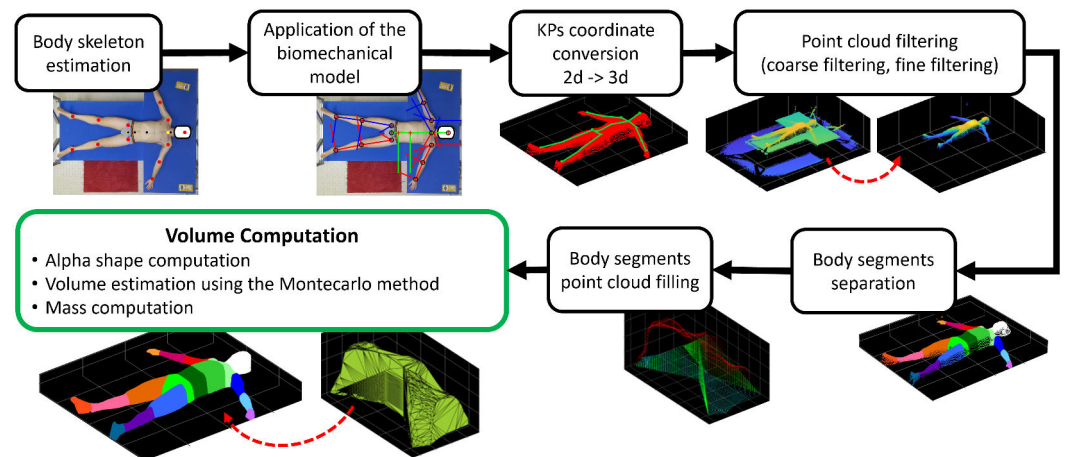 Body skeleton
estimation
Application of the
biomechanical
model
KPs coordinate
conversion
2d -> 3d
Point cloud filtering
(coarse filtering, fine filtering)
Volume Computation
• Alpha shape computation
• Volume estimation using the Montecarlo method
• Mass computation
Body segments
point cloud filling
Body segments
separation